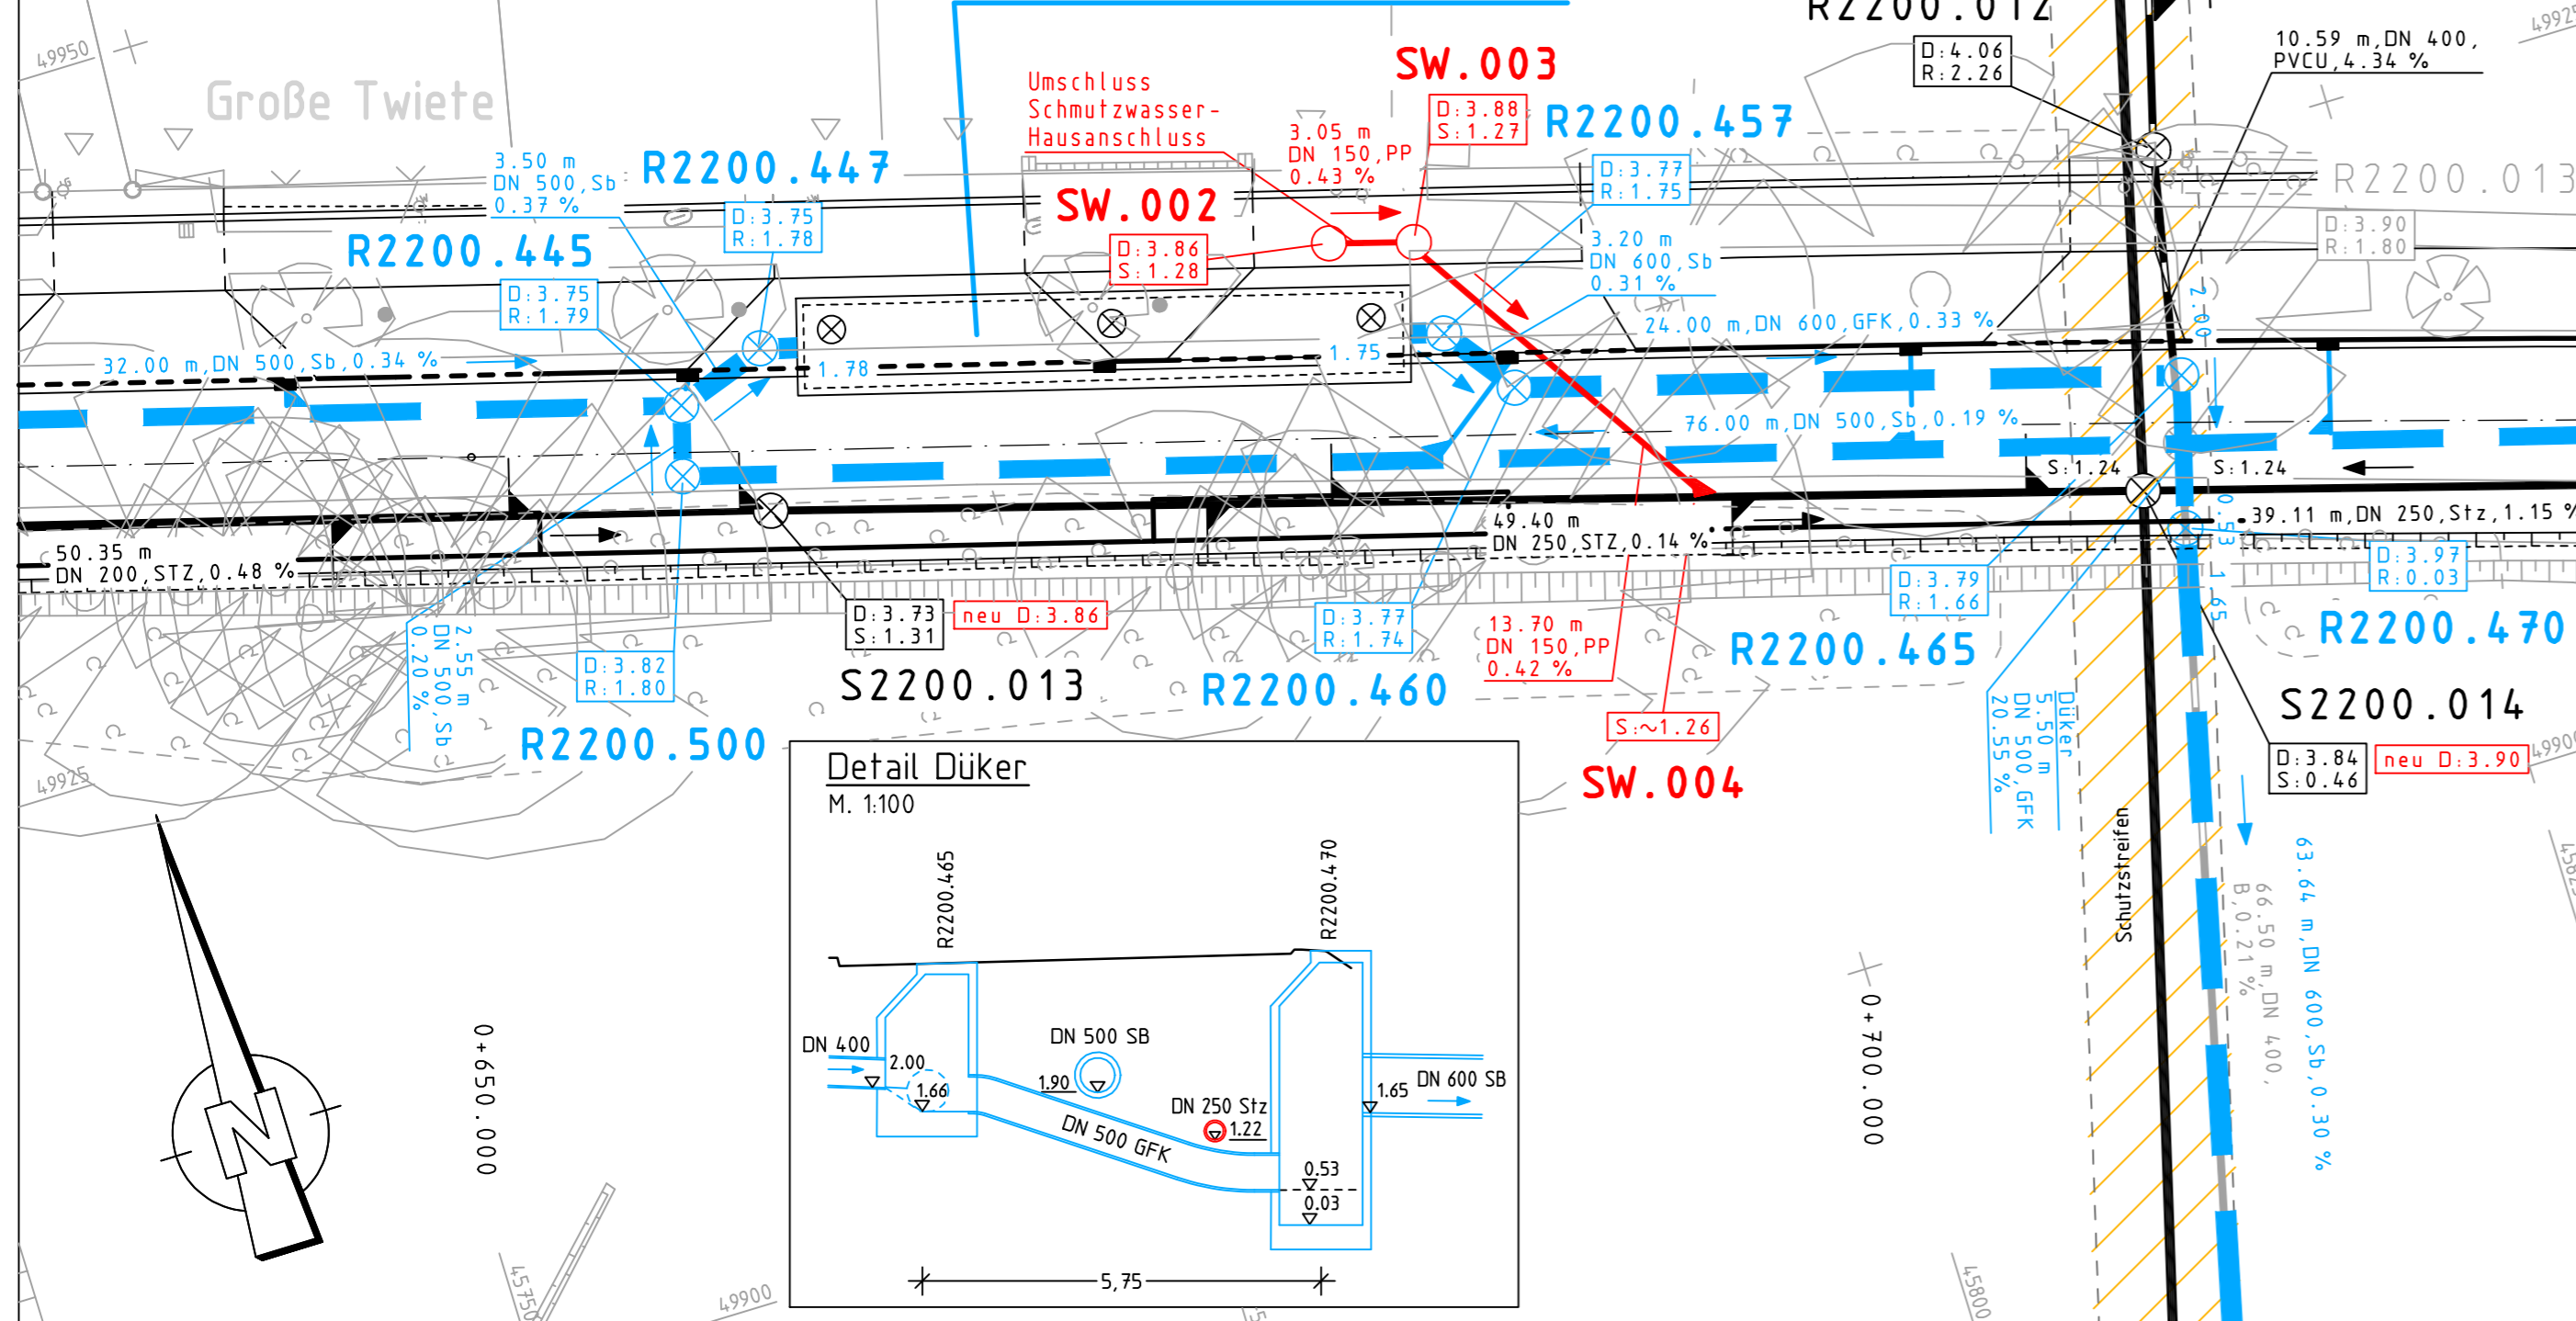 R2200.012
49950
Große Twiete
Umschluss
Schmutzwasser-
Hausanschluss
SW.003
D:3.88
S:1.27
R2200.457
D:3.77
R:1.75
D:4.06
R:2.26
10.59 m,DN 400,
PVCU,4.34 %
3.50 m
DN 500,Sb
0.37 %
R2200.447
D:3.75
R:1.78
3.05 m
DN 150,PP
0.43 %
SW.002
D:3.86
S:1.28
R2200.013
D:3.90
R:1.80
R2200.445
D:3.75
R:1.79
3.20 m
DN 600,Sb
0.31 %
24.00 m,DN 600,GFK,0.33 %
2.00
32.00 m,DN 500,Sb,0.34 %
1.78
1.75
76.00 m,DN 500,Sb,0.19 %
S:1.24
S:1.24
50.35 m
DN 200,STZ,0.48 %
49.40 m
DN 250,STZ,0.14 %
0.53
1.65
39.11 m,DN 250,Stz,1.15 %
D:3.97
R:0.03
R2200.470
2.55 m
DN 500,Sb
0.20 %
D:3.82
R:1.80
R2200.500
D:3.73
S:1.31
neu D:3.86
S2200.013
D:3.77
R:1.74
R2200.460
13.70 m
DN 150,PP
0.42 %
S:~1.26
SW.004
D:3.79
R:1.66
R2200.465
Düker
5.50 m
DN 500,GFK
20.55 %
S2200.014
D:3.84
S:0.46
neu D:3.90
49925
Detail Düker
M. 1:100
R2200.465
R2200.470
DN 400
2.00
1.66
DN 500 SB
1.90
DN 500 GFK
DN 250 Stz
1.22
1.65
DN 600 SB
0.53
0.03
5,75
Schutzstreifen
63.64 m,DN 600,Sb,0.30 %
66.50 m,DN 400,
B,0.21 %
0+650.000
0+700.000
N
45750
49900
45800